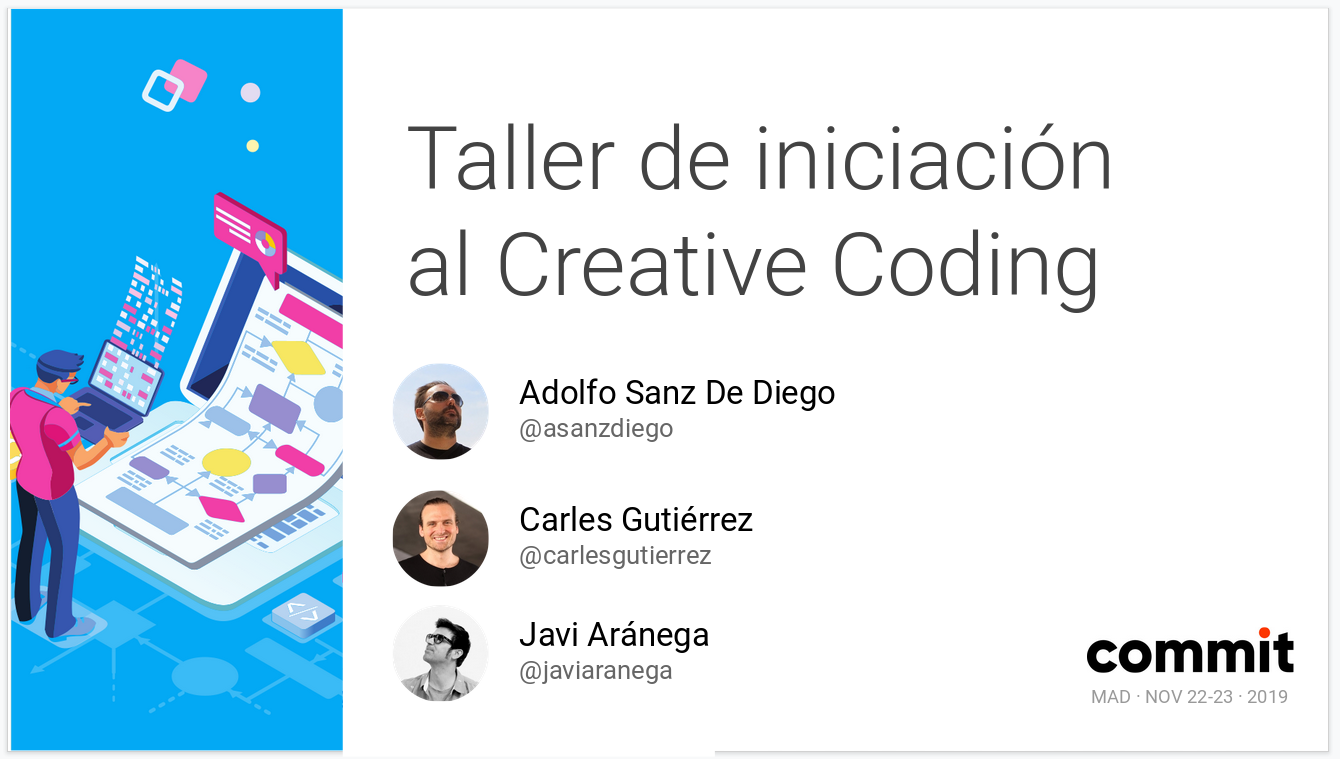 Taller de iniciación
al Creative Coding
Adolfo Sanz De Diego
@asanzdiego
Carles Gutiérrez
@carlesgutierrez
Javi Aránega
@javiaranega
commit
MAD · NOV 22-23 · 2019